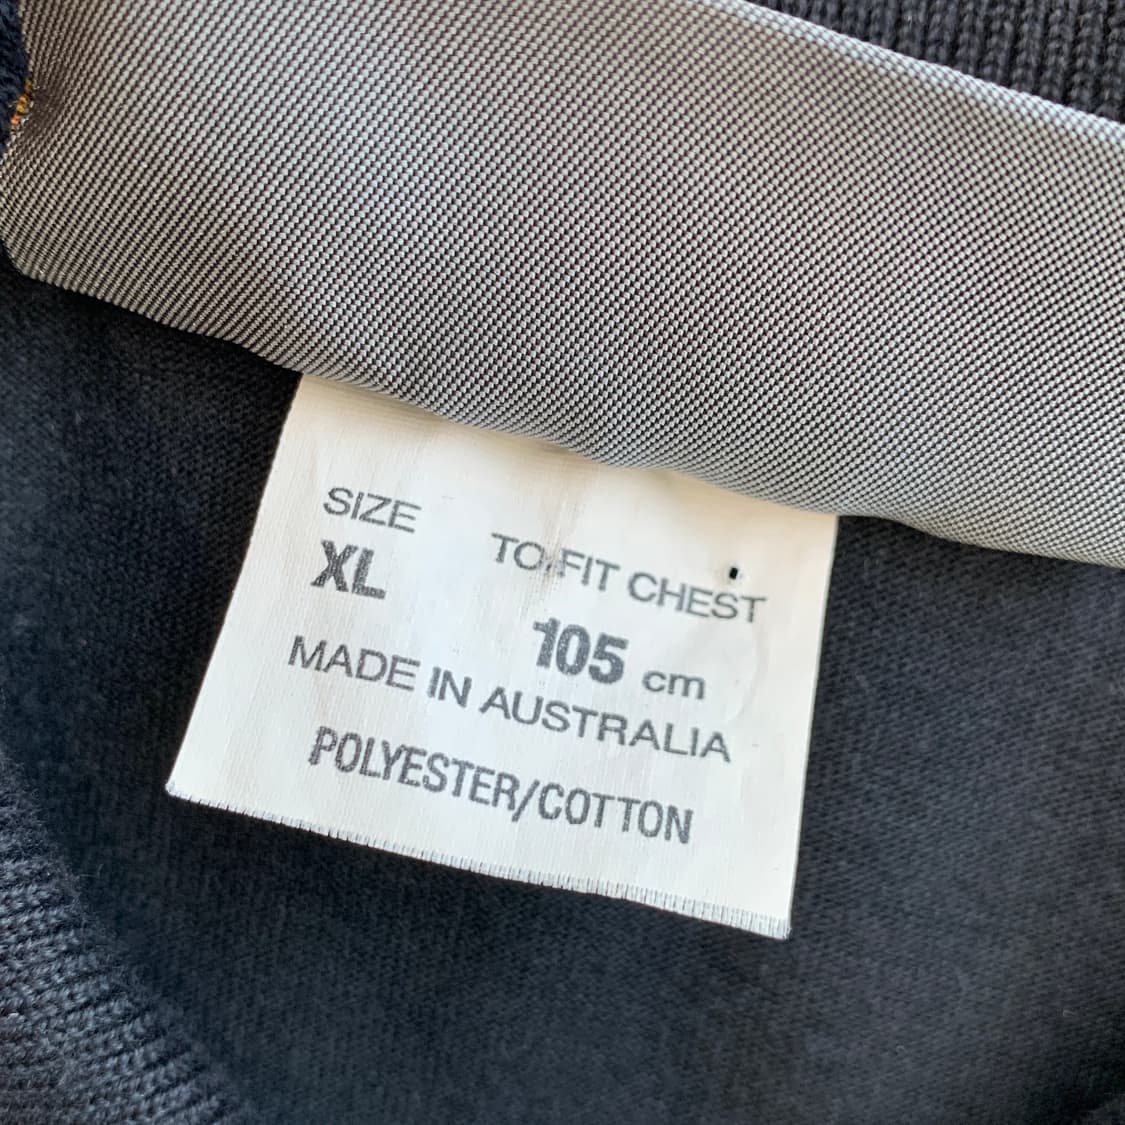 SIZE
XL
TO FIT CHEST
105 cm
MADE IN AUSTRALIA
POLYESTER/COTTON